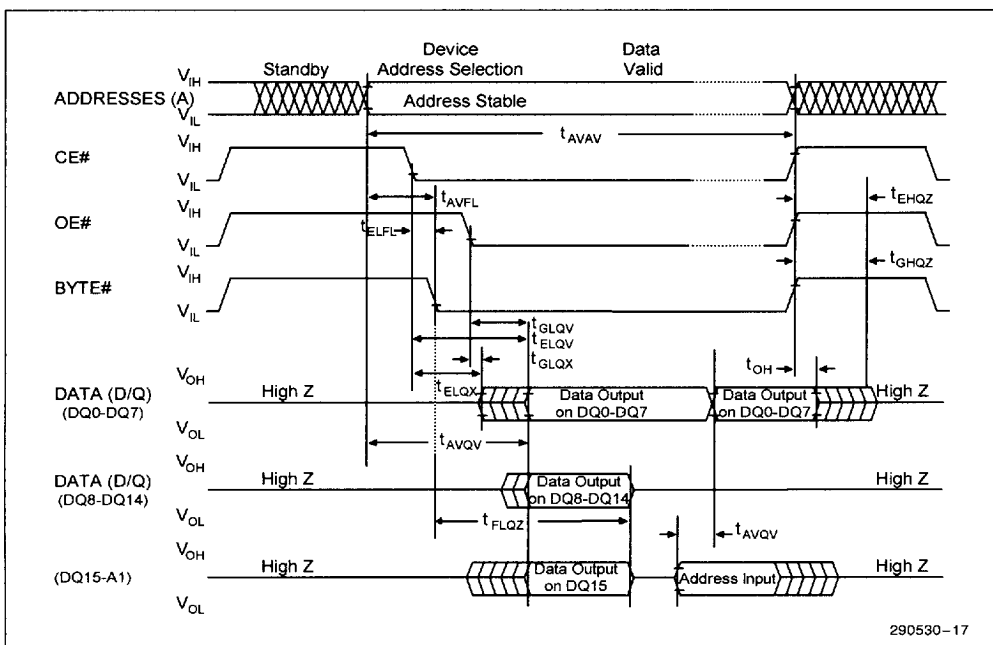 Device
Data
Standby
Address Selection
Valid
ADDRESSES (A)
V_IH
V_IL
Address Stable
t_AVAV
CE#
V_IH
V_IL
t_AVFL
t_EHQZ
OE#
V_IH
V_IL
t_ELFL
t_GHQZ
BYTE#
V_IH
V_IL
t_GLQV
t_ELQV
t_GLQX
t_OH
t_ELQX
DATA (D/Q)
(DQ0-DQ7)
V_OH
V_OL
High Z
Data Output
on DQ0-DQ7
Data Output
on DQ0-DQ7
High Z
t_AVQV
DATA (D/Q)
(DQ8-DQ14)
V_OH
V_OL
High Z
Data Output
on DQ8-DQ14
High Z
t_FLQZ
t_AVQV
(DQ15-A1)
V_OH
V_OL
High Z
Data Output
on DQ15
Address Input
High Z
290530-17